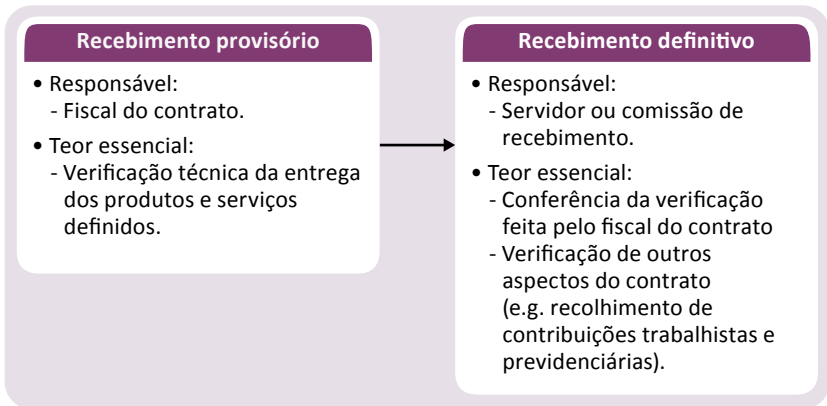 Recebimento provisório
• Responsável:
- Fiscal do contrato.
• Teor essencial:
- Verificação técnica da entrega
dos produtos e serviços
definidos.
Recebimento definitivo
• Responsável:
- Servidor ou comissão de
recebimento.
• Teor essencial:
- Conferência da verificação
feita pelo fiscal do contrato
- Verificação de outros
aspectos do contrato
(e.g. recolhimento de
contribuições trabalhistas e
previdenciárias).